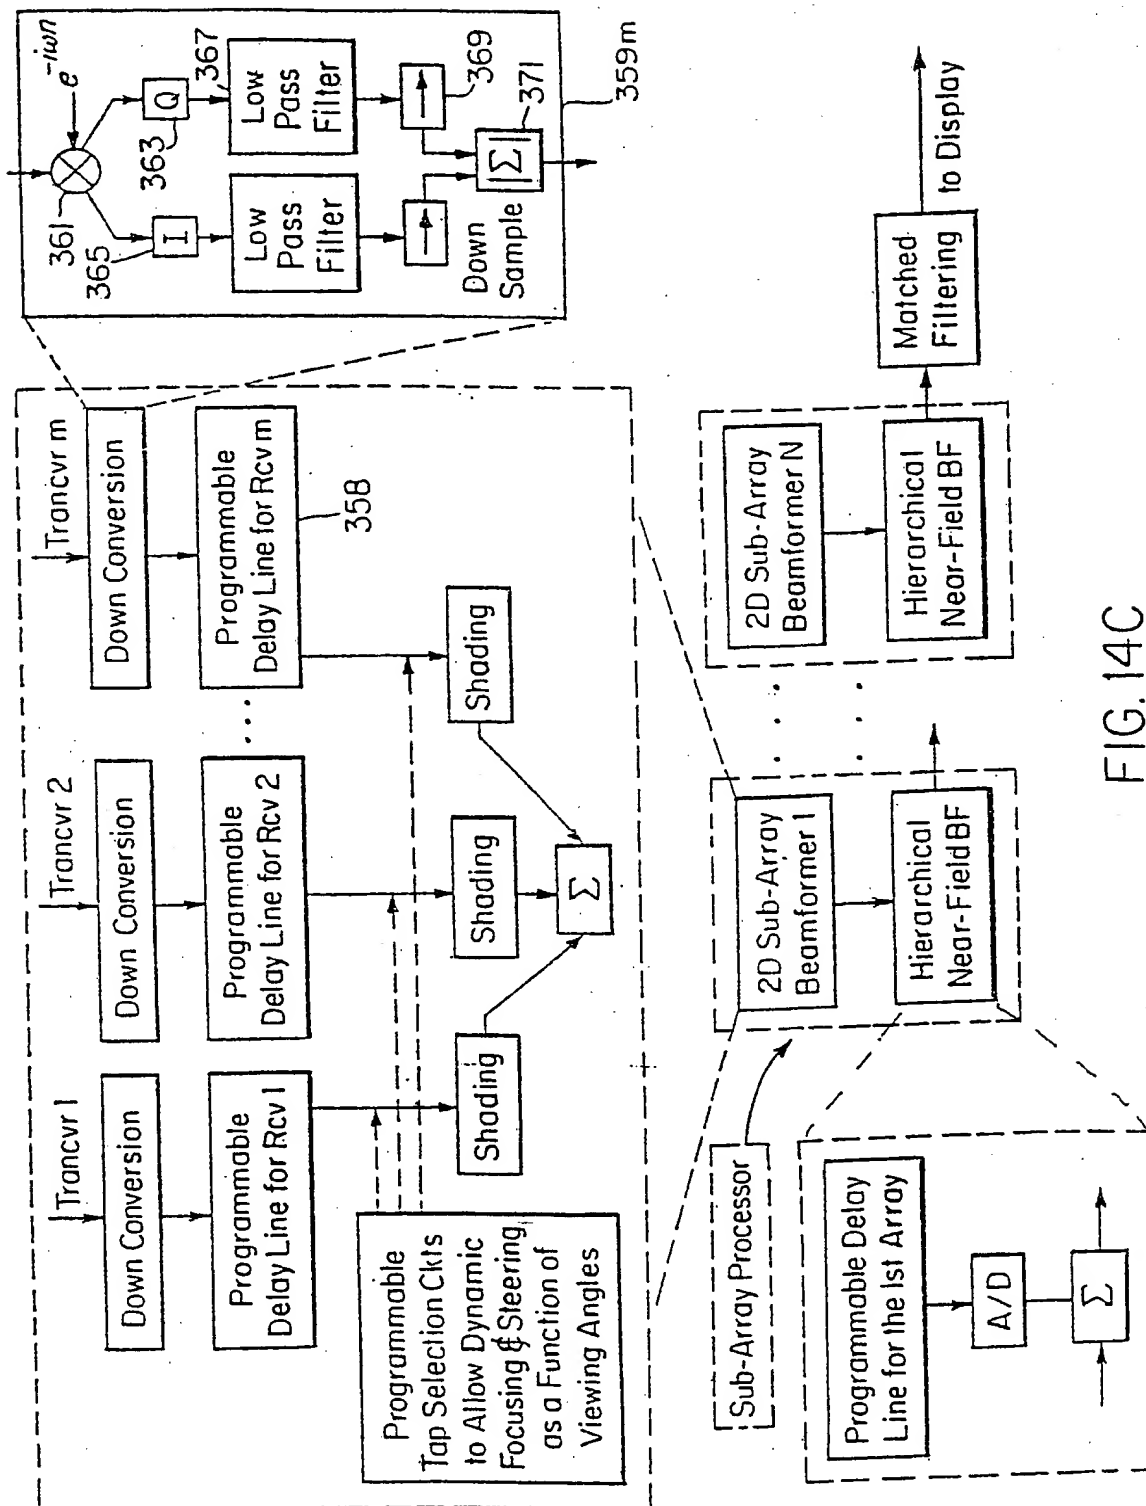 Trancvr 1
Trancvr 2
Trancvr m
Down Conversion
Down Conversion
Down Conversion
Programmable
Delay Line for Rcv 1
Programmable
Delay Line for Rcv 2
...
Programmable
Delay Line for Rcv m
358
Programmable
Tap Selection Ckts
to Allow Dynamic
Focusing & Steering
as a Function of
Viewing Angles
Shading
Shading
Shading
Σ
361
e^-iwn
365
I
Q
363
367
Low
Pass
Filter
Low
Pass
Filter
369
Down
Sample
|Σ|
371
359m
Sub-Array Processor
2D Sub-Array
Beamformer 1
Hierarchical
Near-Field BF
...
...
2D Sub-Array
Beamformer N
Hierarchical
Near-Field BF
Matched
Filtering
to Display
Programmable Delay
Line for the 1st Array
A/D
Σ
FIG. 14C